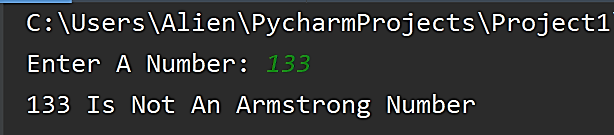 C:\Users\Alien\PycharmProjects\Project1
Enter A Number: 133
133 Is Not An Armstrong Number